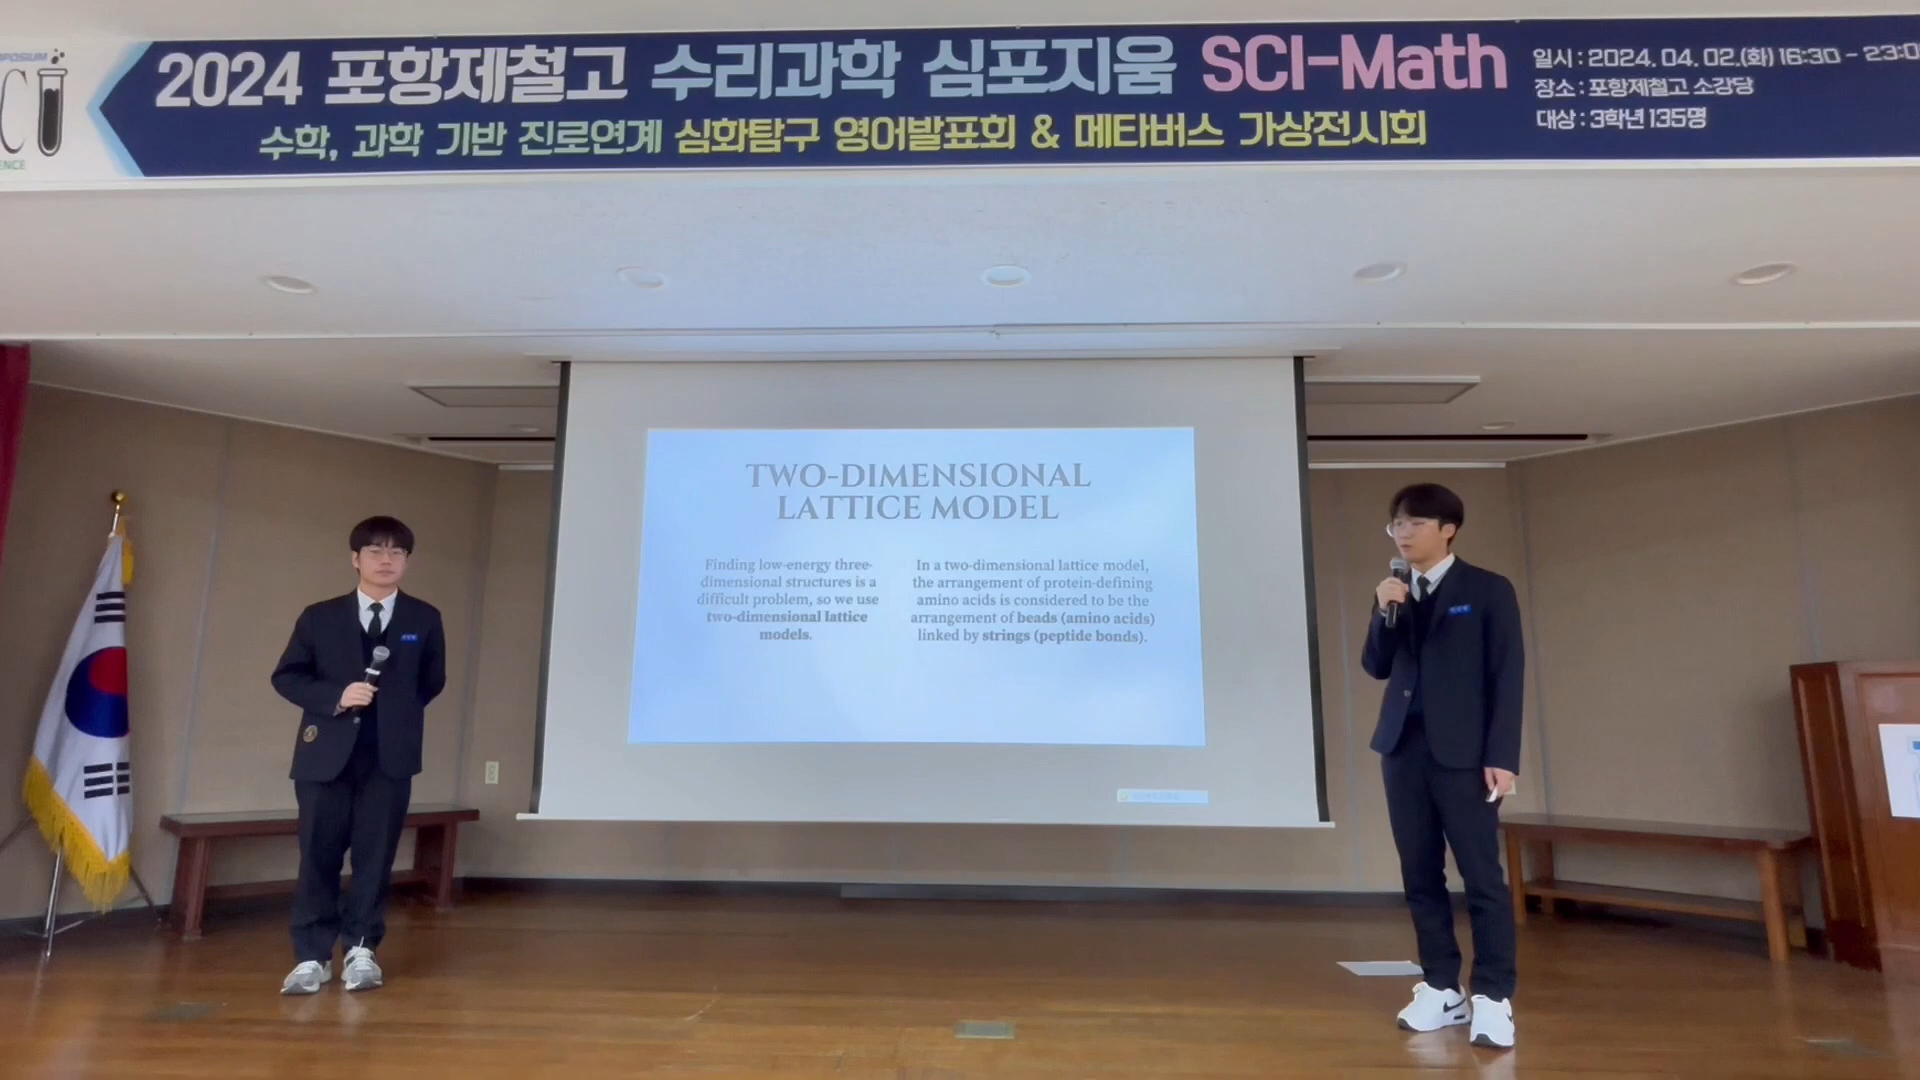 2024 포항제철고 수리과학 심포지움 SCI-Math
수학, 과학 기반 진로연계 심화탐구 영어발표회 & 메타버스 가상전시회
일시 : 2024. 04. 02.(화) 16:30 - 23:0
장소 : 포항제철고 소강당
대상 : 3학년 135명
TWO-DIMENSIONAL
LATTICE MODEL
Finding low-energy three-
dimensional structures is a
difficult problem, so we use
two-dimensional lattice
models.
In a two-dimensional lattice model,
the arrangement of protein-defining
amino acids is considered to be the
arrangement of beads (amino acids)
linked by strings (peptide bonds).